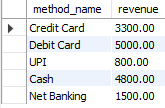 method_name revenue
Credit Card 3300.00
Debit Card 5000.00
UPI 800.00
Cash 4800.00
Net Banking 1500.00